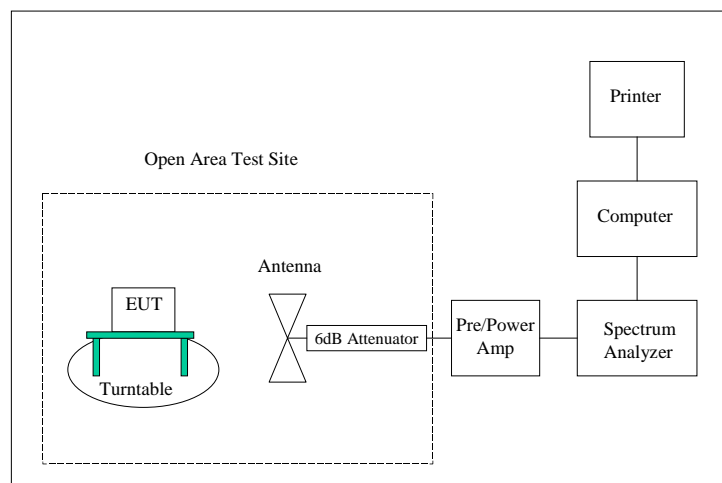 Printer
Open Area Test Site
Computer
Antenna
EUT
6dB Attenuator
Pre/Power
Amp
Spectrum
Analyzer
Turntable